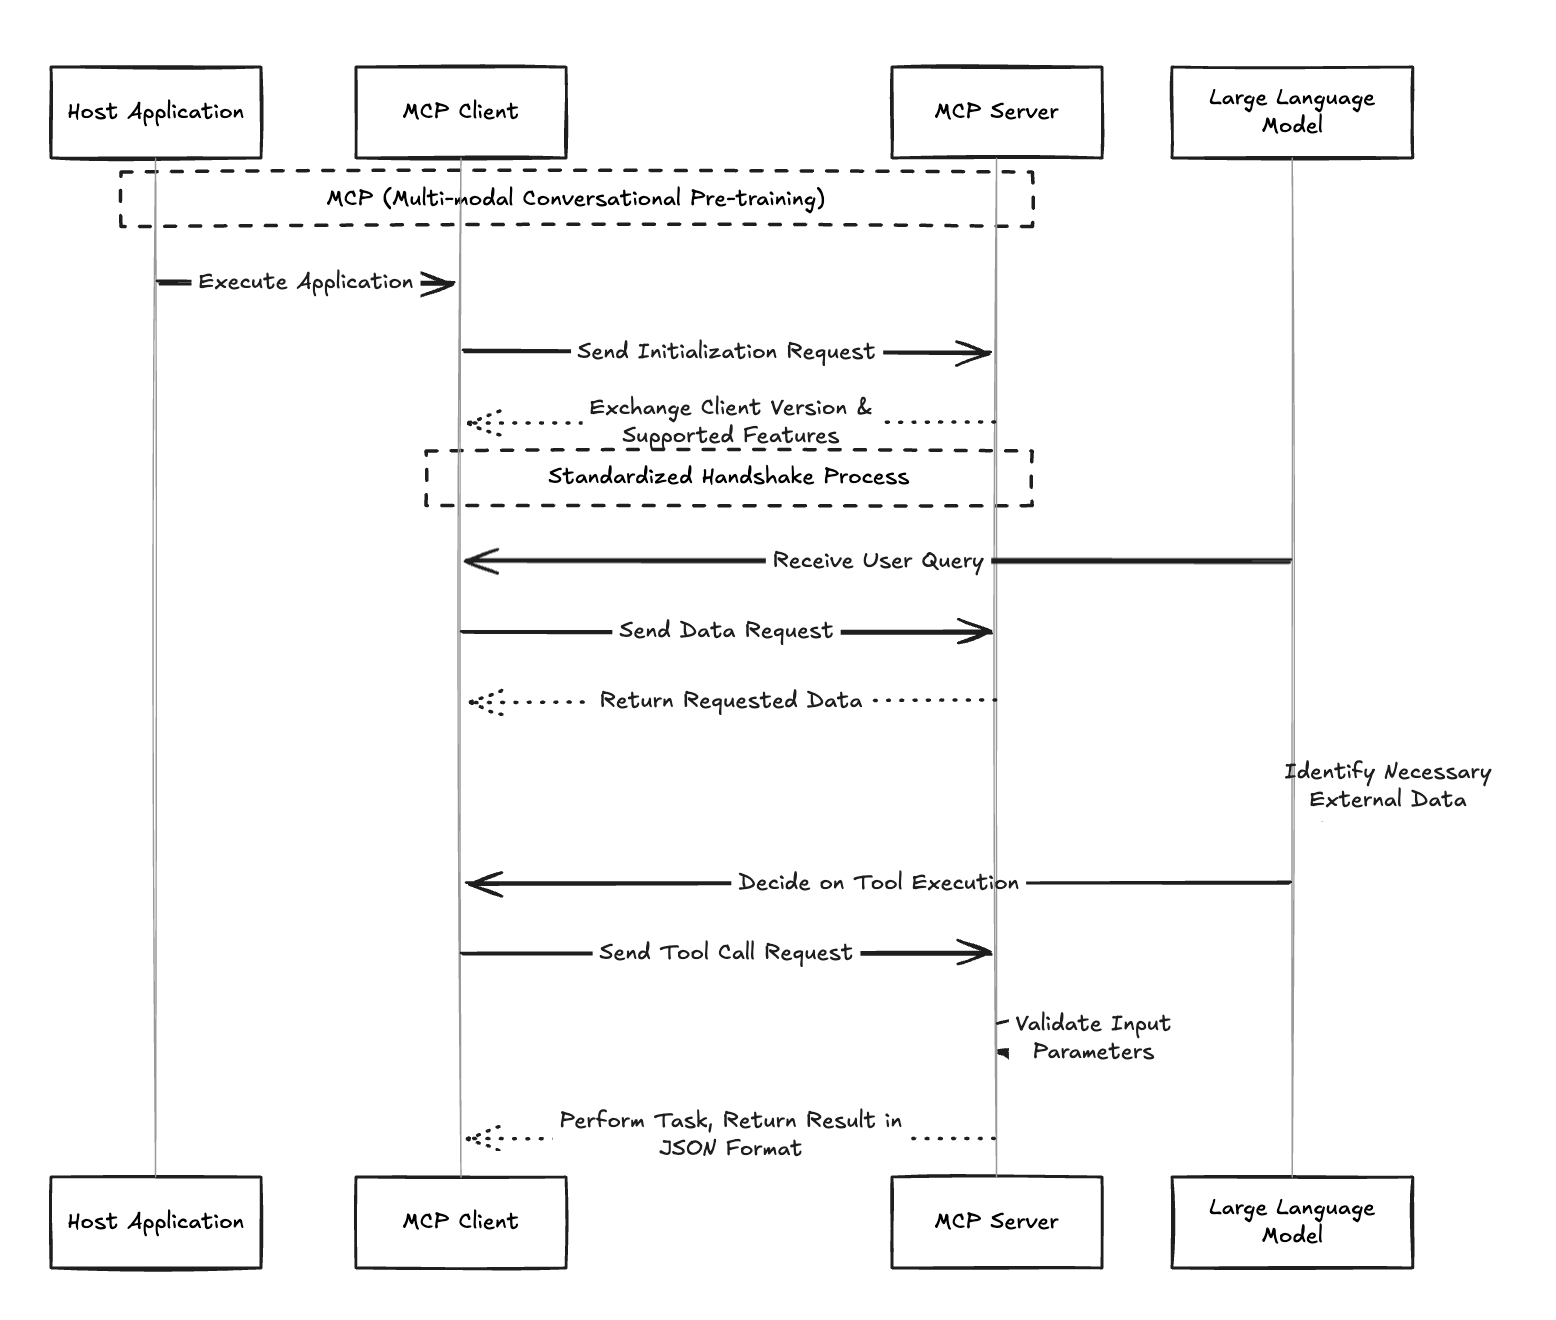 Host Application
MCP Client
MCP Server
Large Language
Model
MCP (Multi-modal Conversational Pre-training)
Execute Application
Send Initialization Request
Exchange Client Version &
Supported Features
Standardized Handshake Process
Receive User Query
Send Data Request
Return Requested Data
Identify Necessary
External Data
Decide on Tool Execution
Send Tool Call Request
Validate Input
Parameters
Perform Task, Return Result in
JSON Format
Host Application
MCP Client
MCP Server
Large Language
Model